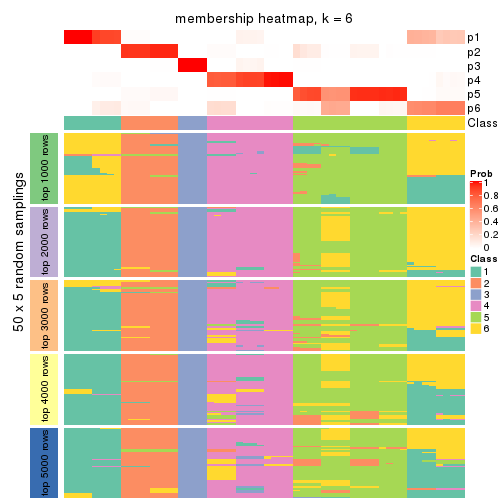 membership heatmap, k = 6
p1
p2
p3
p4
p5
p6
Class
50 x 5 random samplings
top 1000 rows
top 2000 rows
top 3000 rows
top 4000 rows
top 5000 rows
Prob
1
0.8
0.6
0.4
0.2
0
Class
1
2
3
4
5
6